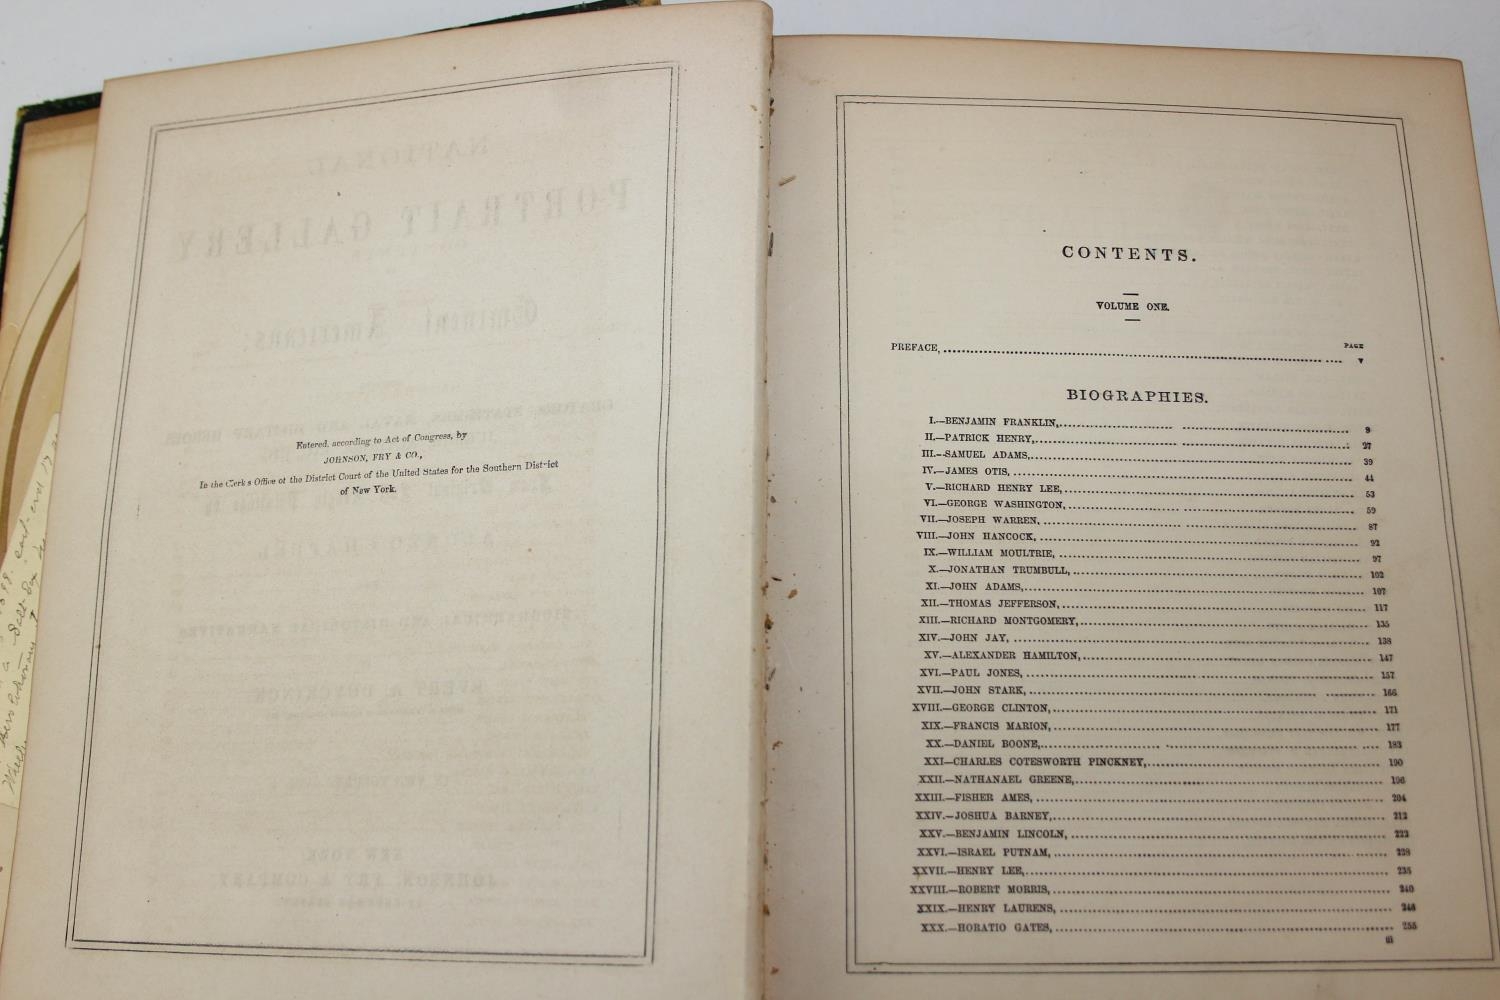 Entered, according to Act of Congress, by
JOHNSON, FRY & CO.,
In the Clerk s Office of the District Court of the United States for the Southern District
of New York.
CONTENTS.
VOLUME ONE.
PAGE
PREFACE, v
BIOGRAPHIES.
I.—BENJAMIN FRANKLIN, 9
II.—PATRICK HENRY, 27
III.—SAMUEL ADAMS, 39
IV.—JAMES OTIS, 44
V.—RICHARD HENRY LEE, 53
VI.—GEORGE WASHINGTON, 59
VII.—JOSEPH WARREN, 87
VIII.—JOHN HANCOCK, 92
IX.—WILLIAM MOULTRIE, 97
X.—JONATHAN TRUMBULL, 102
XI.—JOHN ADAMS, 107
XII.—THOMAS JEFFERSON, 117
XIII.—RICHARD MONTGOMERY, 135
XIV.—JOHN JAY, 138
XV.—ALEXANDER HAMILTON, 147
XVI.—PAUL JONES, 157
XVII.—JOHN STARK, 166
XVIII.—GEORGE CLINTON, 171
XIX.—FRANCIS MARION, 177
XX.—DANIEL BOONE, 183
XXI—CHARLES COTESWORTH PINCKNEY, 190
XXII.—NATHANAEL GREENE, 196
XXIII.—FISHER AMES, 204
XXIV.—JOSHUA BARNEY, 212
XXV.—BENJAMIN LINCOLN, 222
XXVI.—ISRAEL PUTNAM, 228
XXVII.—HENRY LEE, 235
XXVIII.—ROBERT MORRIS, 240
XXIX.—HENRY LAURENS, 248
XXX.—HORATIO GATES, 255
iii